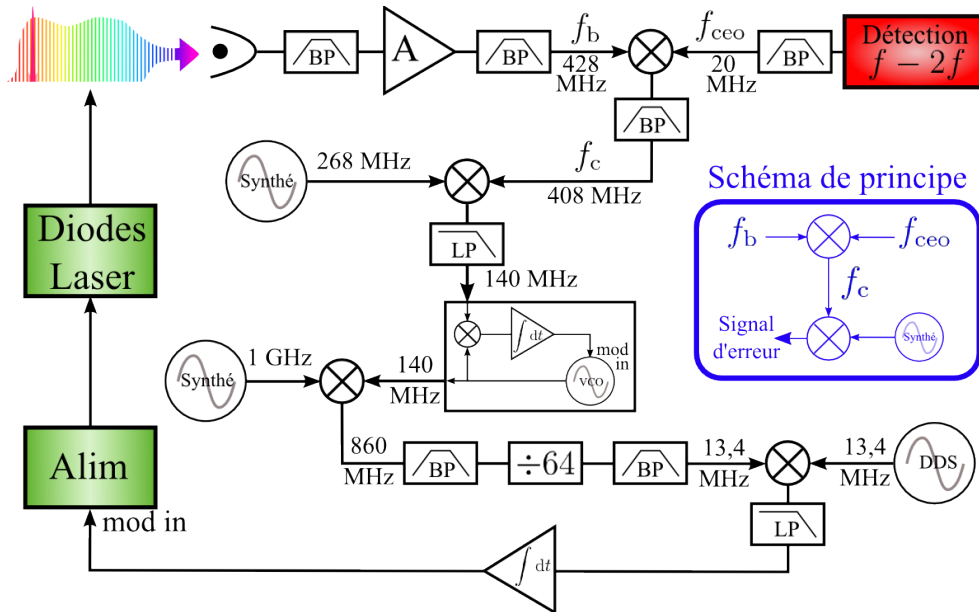 BP
A
BP
f_b
428
MHz
f_ceo
20
MHz
BP
Détection
f − 2f
BP
Synthé
268 MHz
f_c
408 MHz
LP
140 MHz
Diodes
Laser
∫dt
mod
in
VCO
Synthé
1 GHz
140
MHz
Schéma de principe
f_b
f_ceo
f_c
Signal
d'erreur
Synthé
Alim
mod in
860
MHz
BP
÷64
BP
13,4
MHz
13,4
MHz
DDS
LP
∫dt